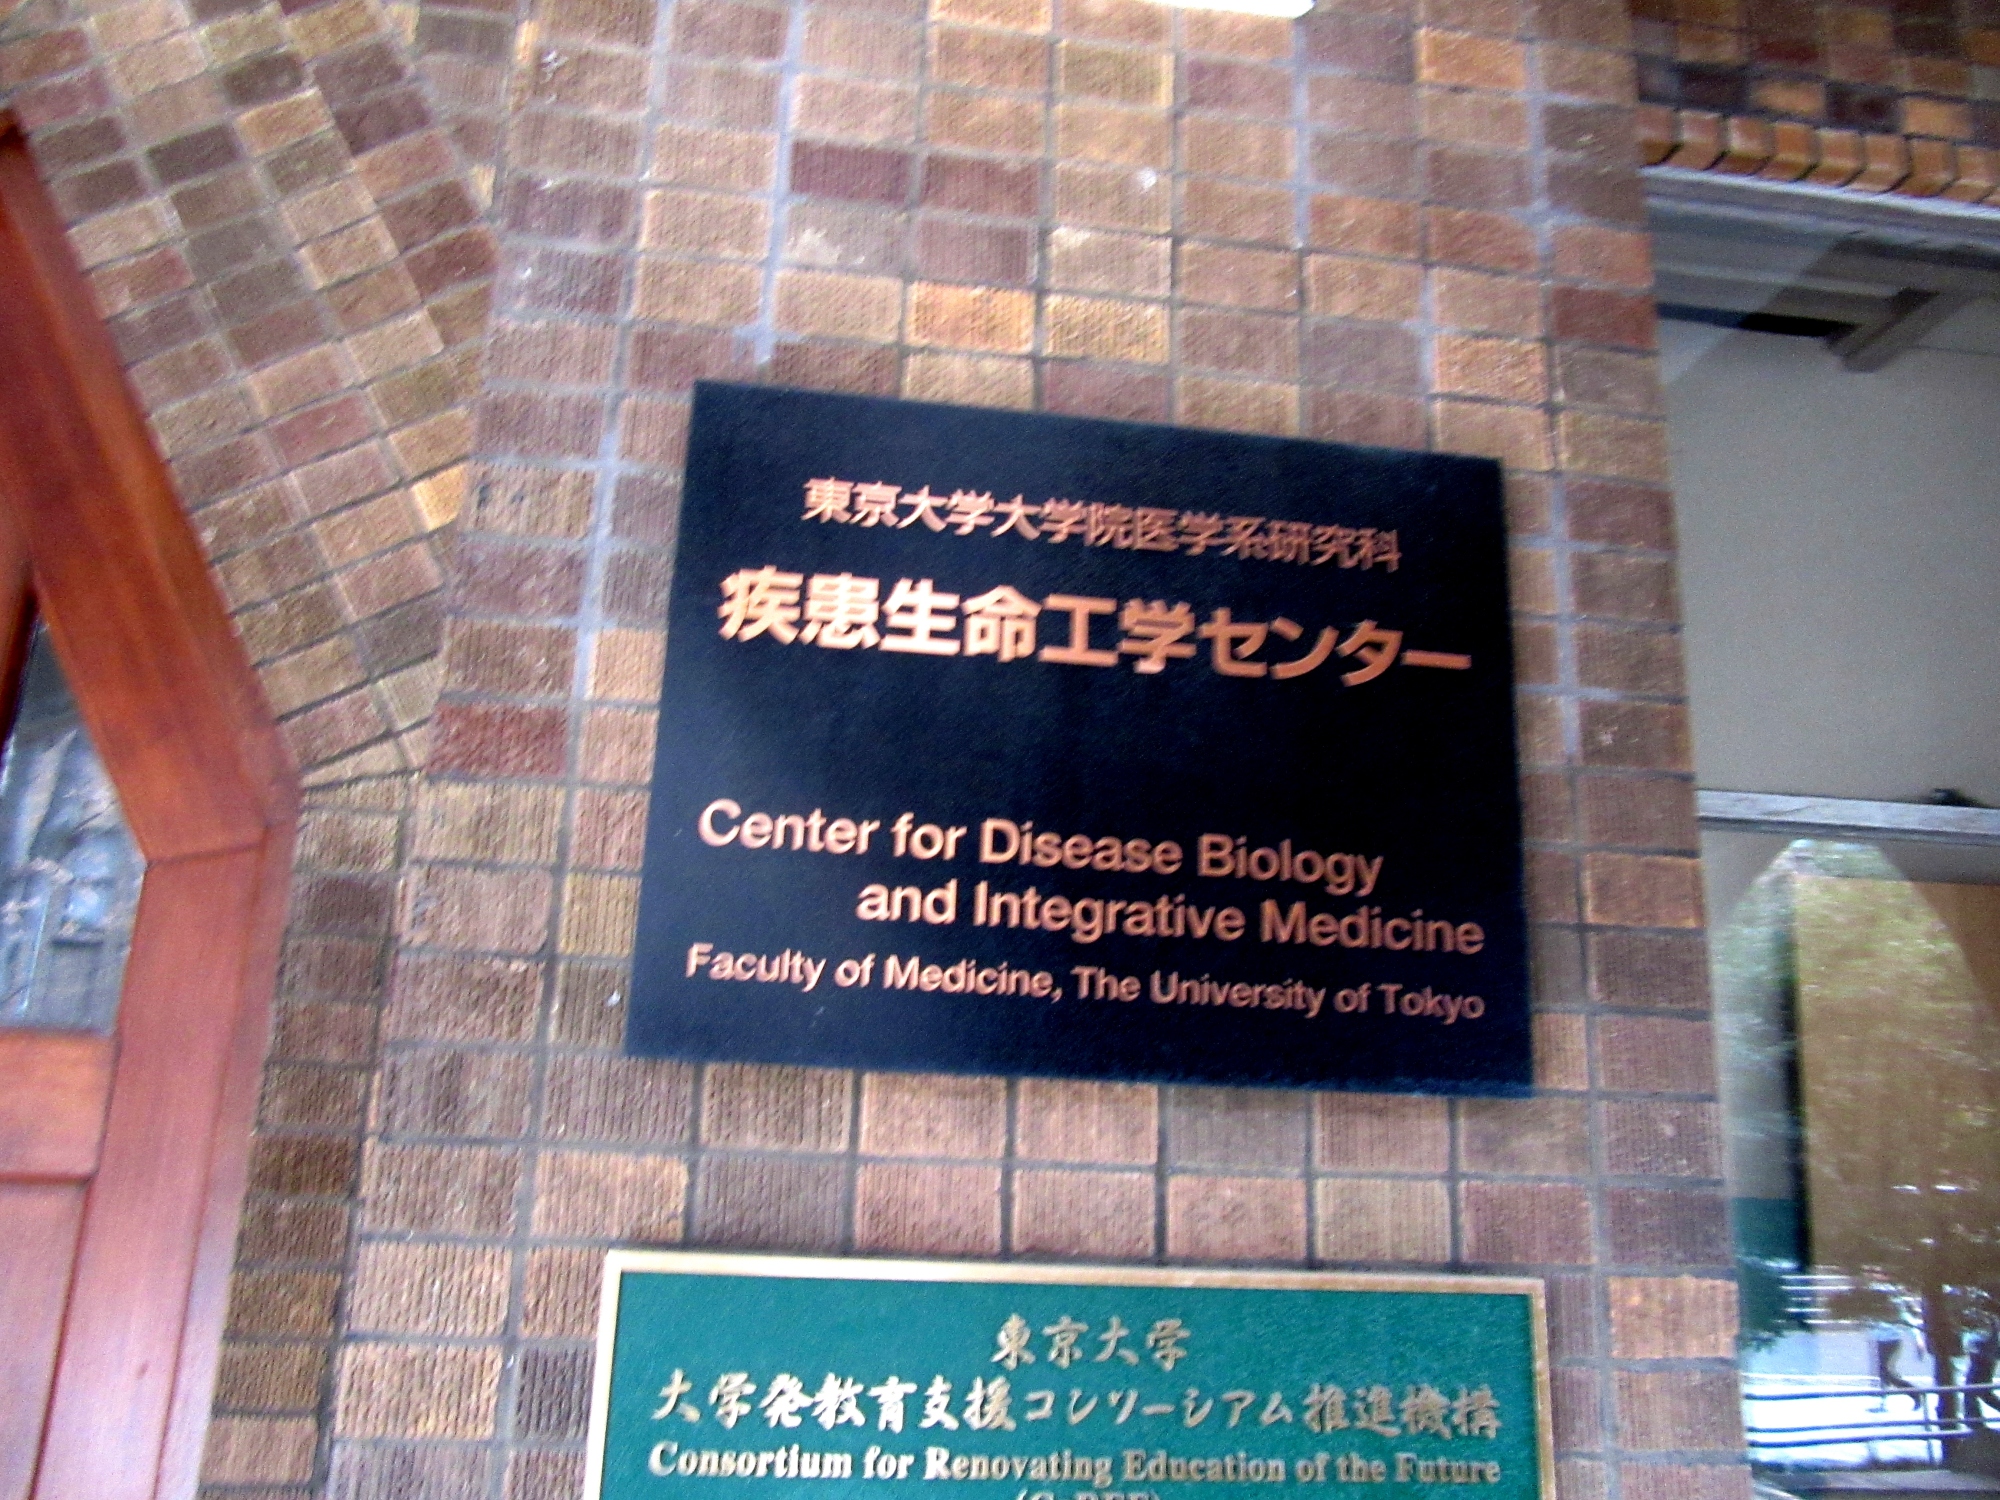 東京大学大学院医学系研究科
疾患生命工学センター
Center for Disease Biology
and Integrative Medicine
Faculty of Medicine, The University of Tokyo
東京大学
大学発教育支援コンソーシアム推進機構
Consortium for Renovating Education of the Future